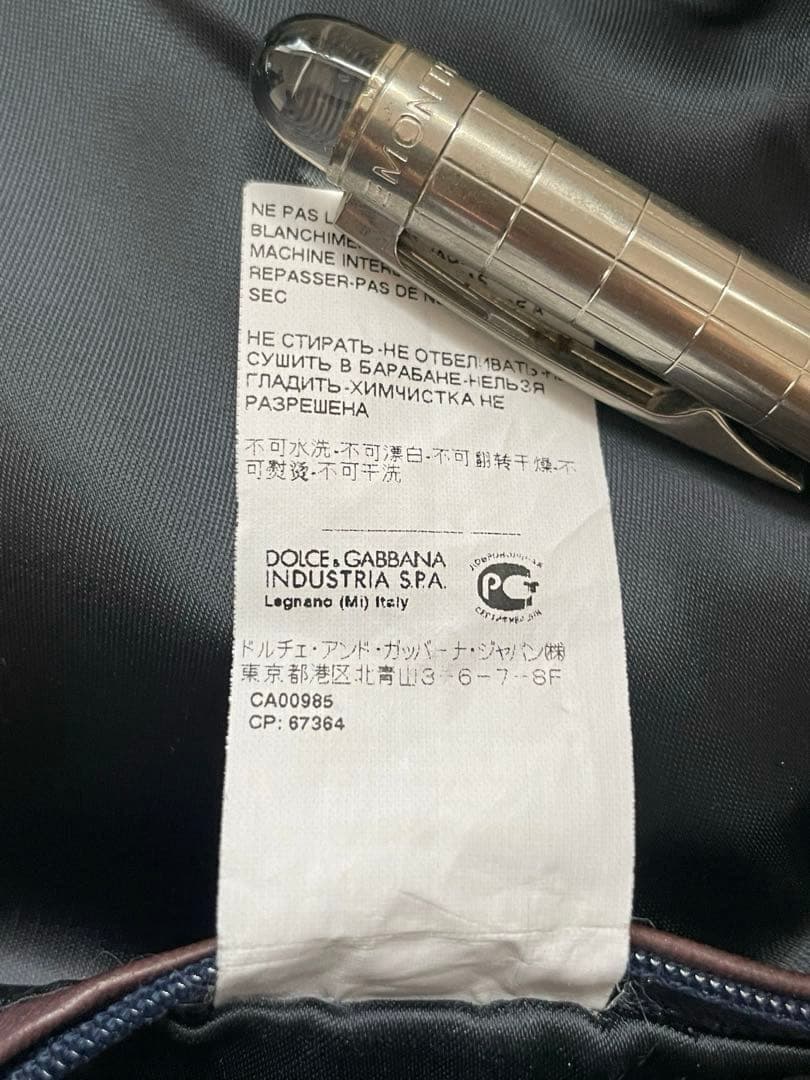 MONT
NE PAS
BLANCHIME
MACHINE INTER
REPASSER-PAS DE
SEC
НЕ СТИРАТЬ-НЕ ОТБЕЛИВАТЬ-
СУШИТЬ В БАРАБАНЕ-НЕЛЬЗЯ
ГЛАДИТЬ-ХИМЧИСТКА НЕ
РАЗРЕШЕНА
不可水洗-不可漂白-不可翻转干燥-不
可熨烫-不可干洗
DOLCE & GABBANA
INDUSTRIA S.P.A.
Legnano (Mi) Italy
ДОБРОВОЛЬНАЯ
РСТ
ドルチェ・アンド・ガッバーナ・ジャパン㈱
東京都港区北青山3-6-7-8F
CA00985
CP: 67364